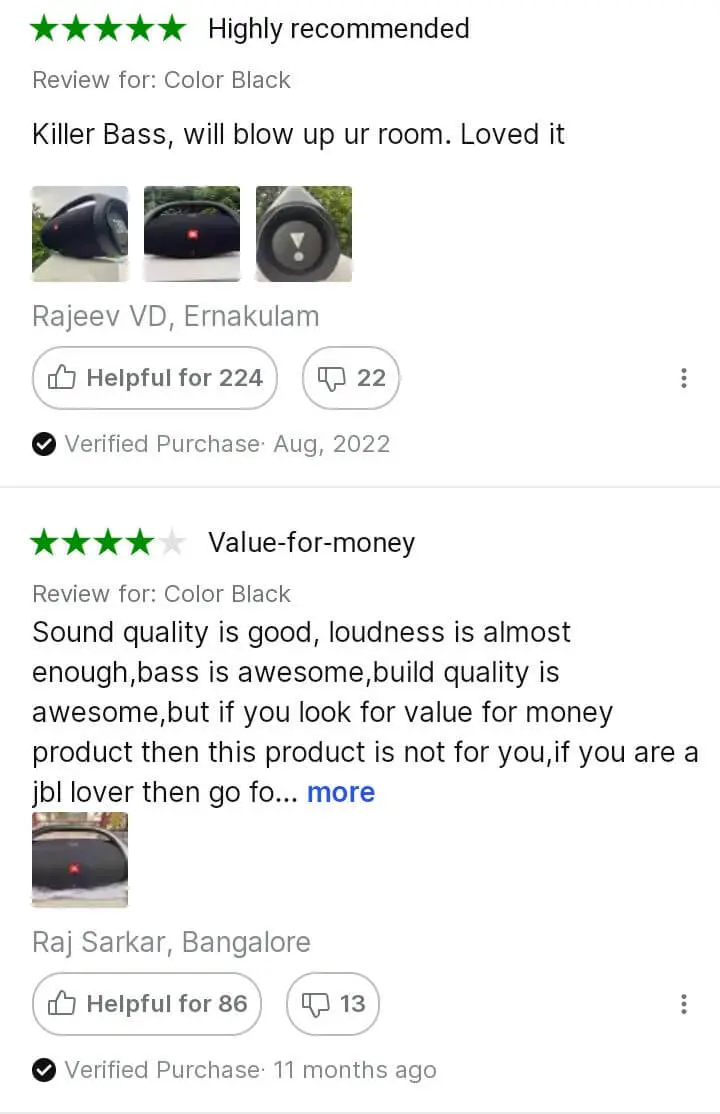 Highly recommended
Review for: Color Black
Killer Bass, will blow up ur room. Loved it
Rajeev VD, Ernakulam
Helpful for 224
22
Verified Purchase· Aug, 2022
Value-for-money
Review for: Color Black
Sound quality is good, loudness is almost
enough,bass is awesome,build quality is
awesome,but if you look for value for money
product then this product is not for you,if you are a
jbl lover then go fo... more
Raj Sarkar, Bangalore
Helpful for 86
13
Verified Purchase· 11 months ago